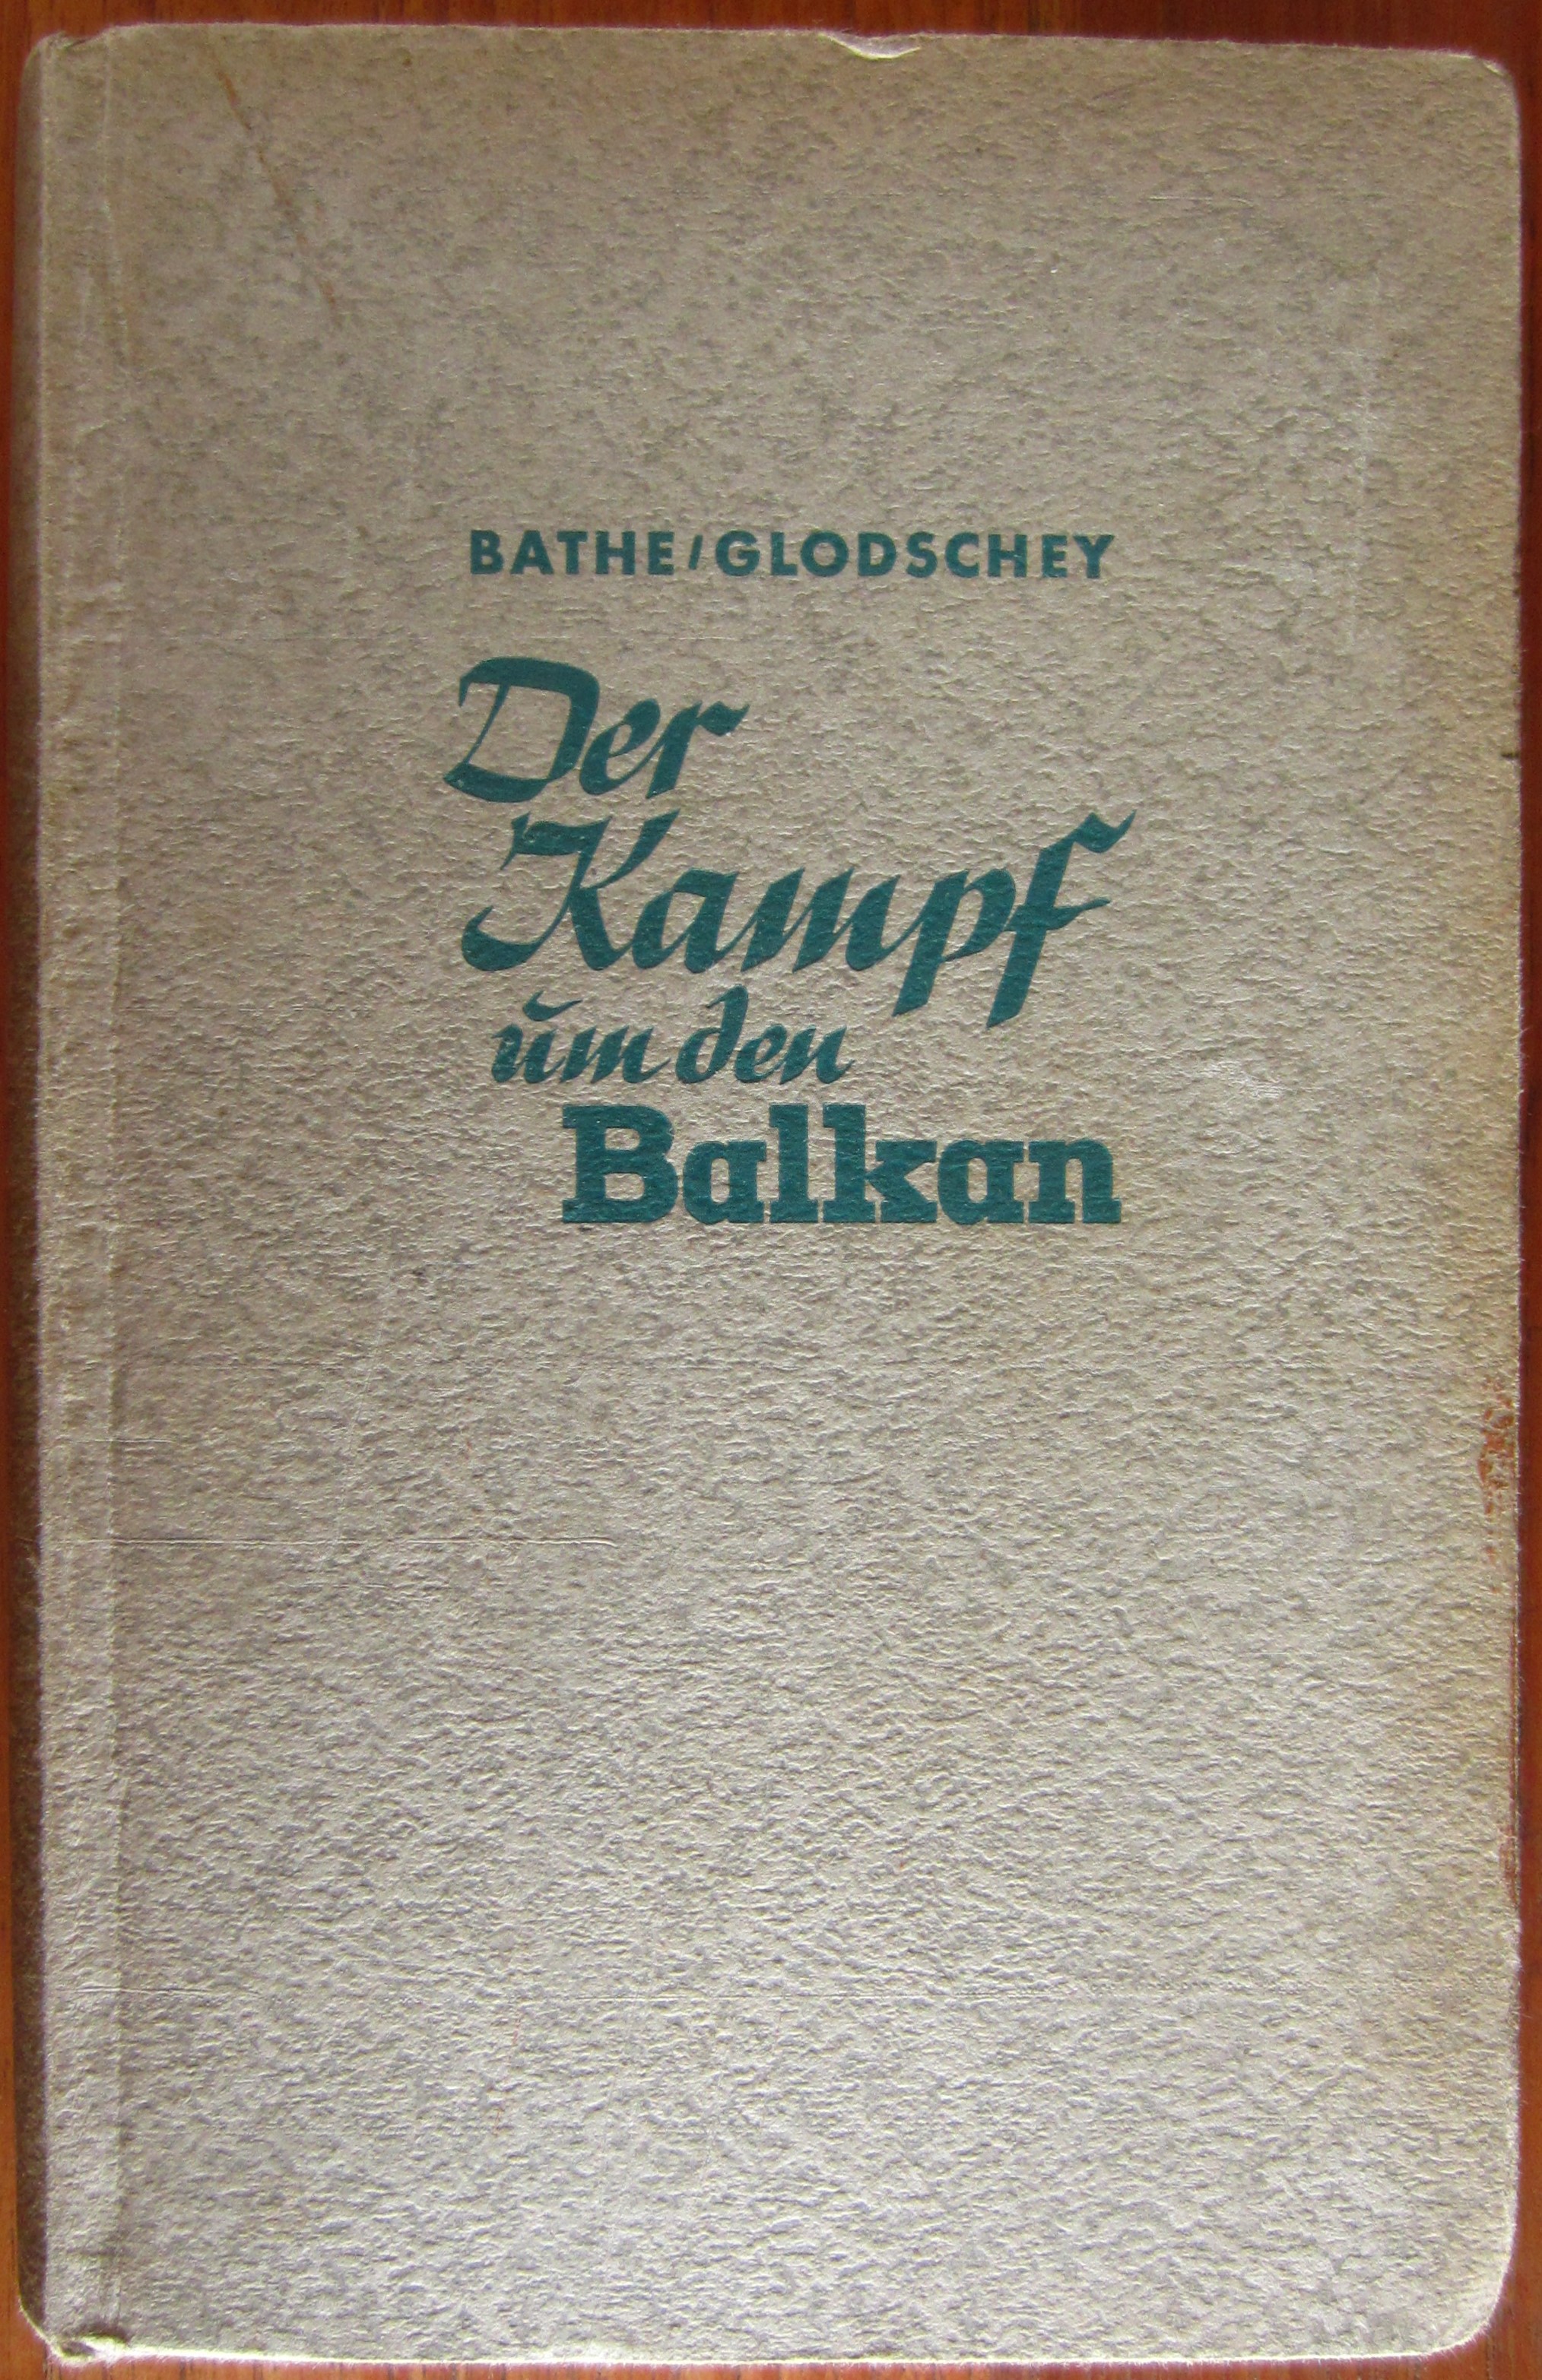 BATHE/GLODSCHEY
Der
Kampf
um den
Balkan